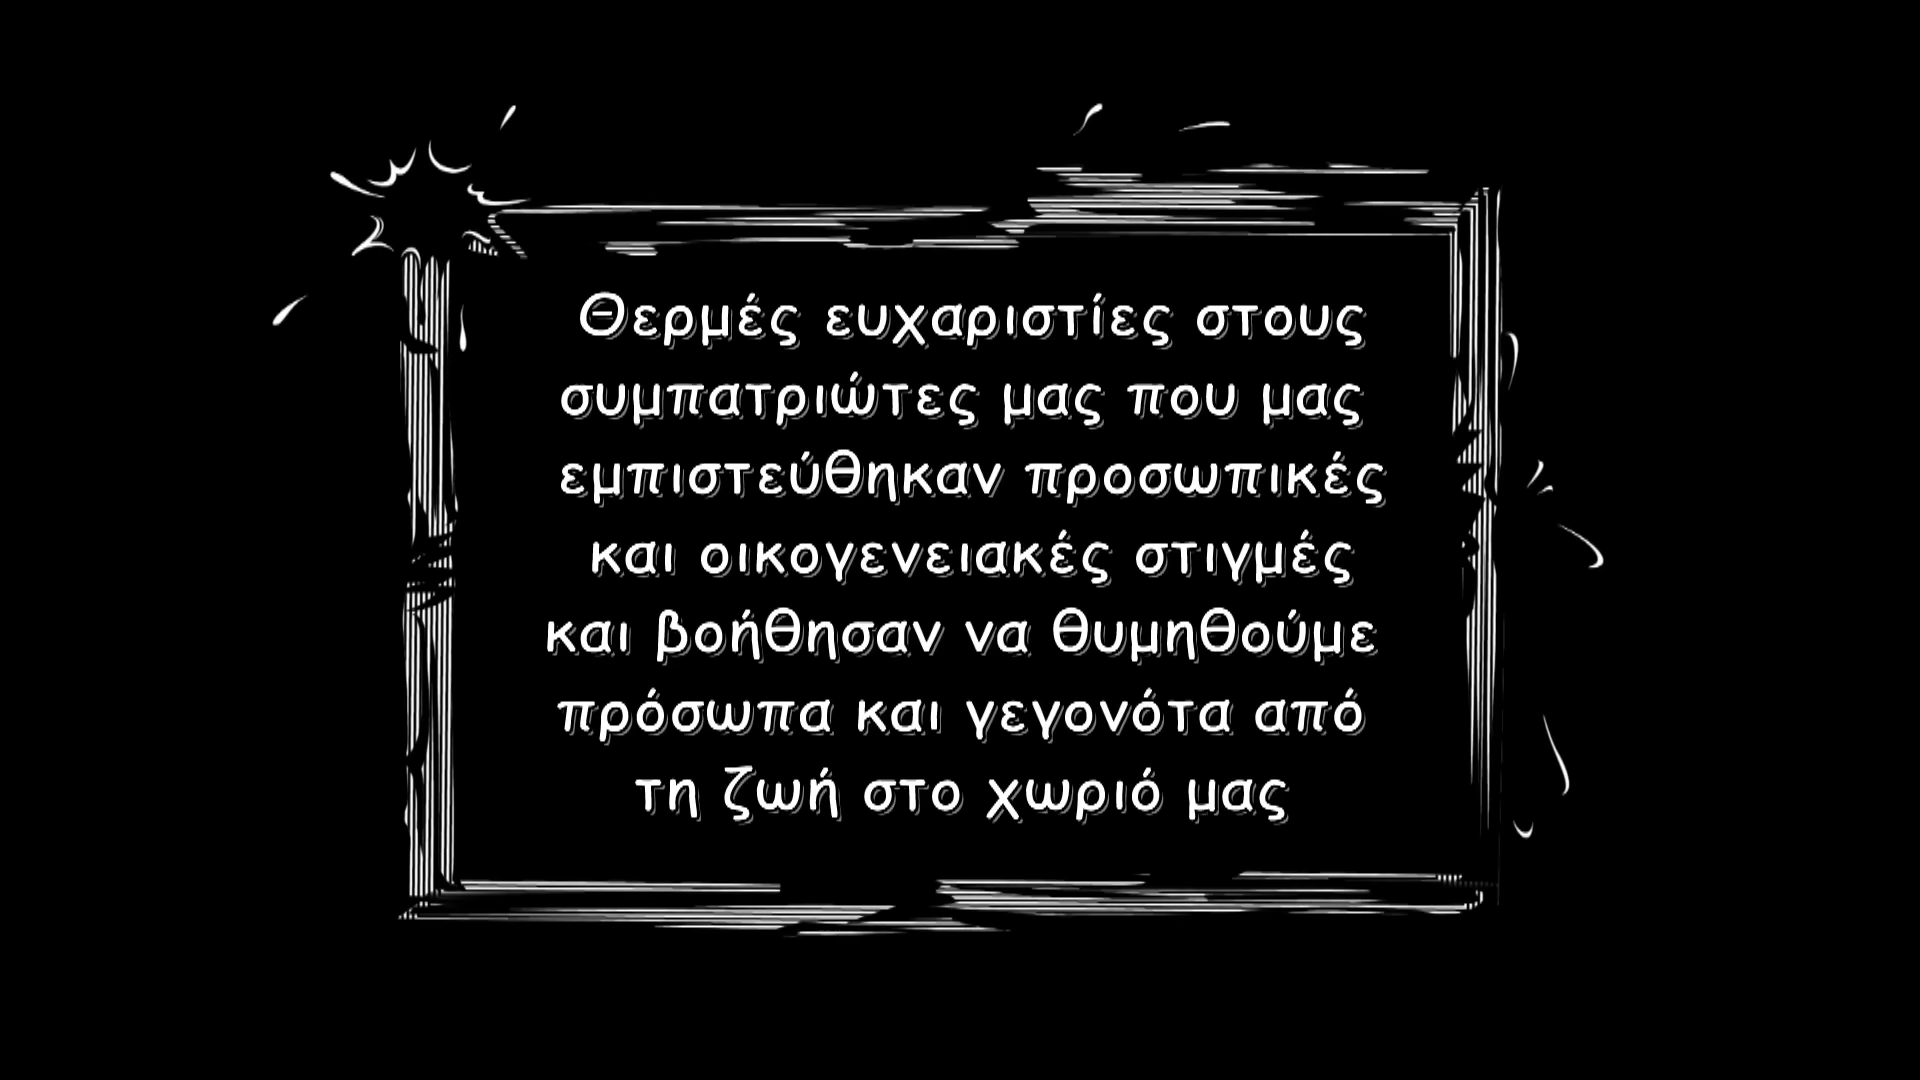 Θερμές ευχαριστίες στους
συμπατριώτες μας που μας
εμπιστεύθηκαν προσωπικές
και οικογενειακές στιγμές
και βοήθησαν να θυμηθούμε
πρόσωπα και γεγονότα από
τη ζωή στο χωριό μας